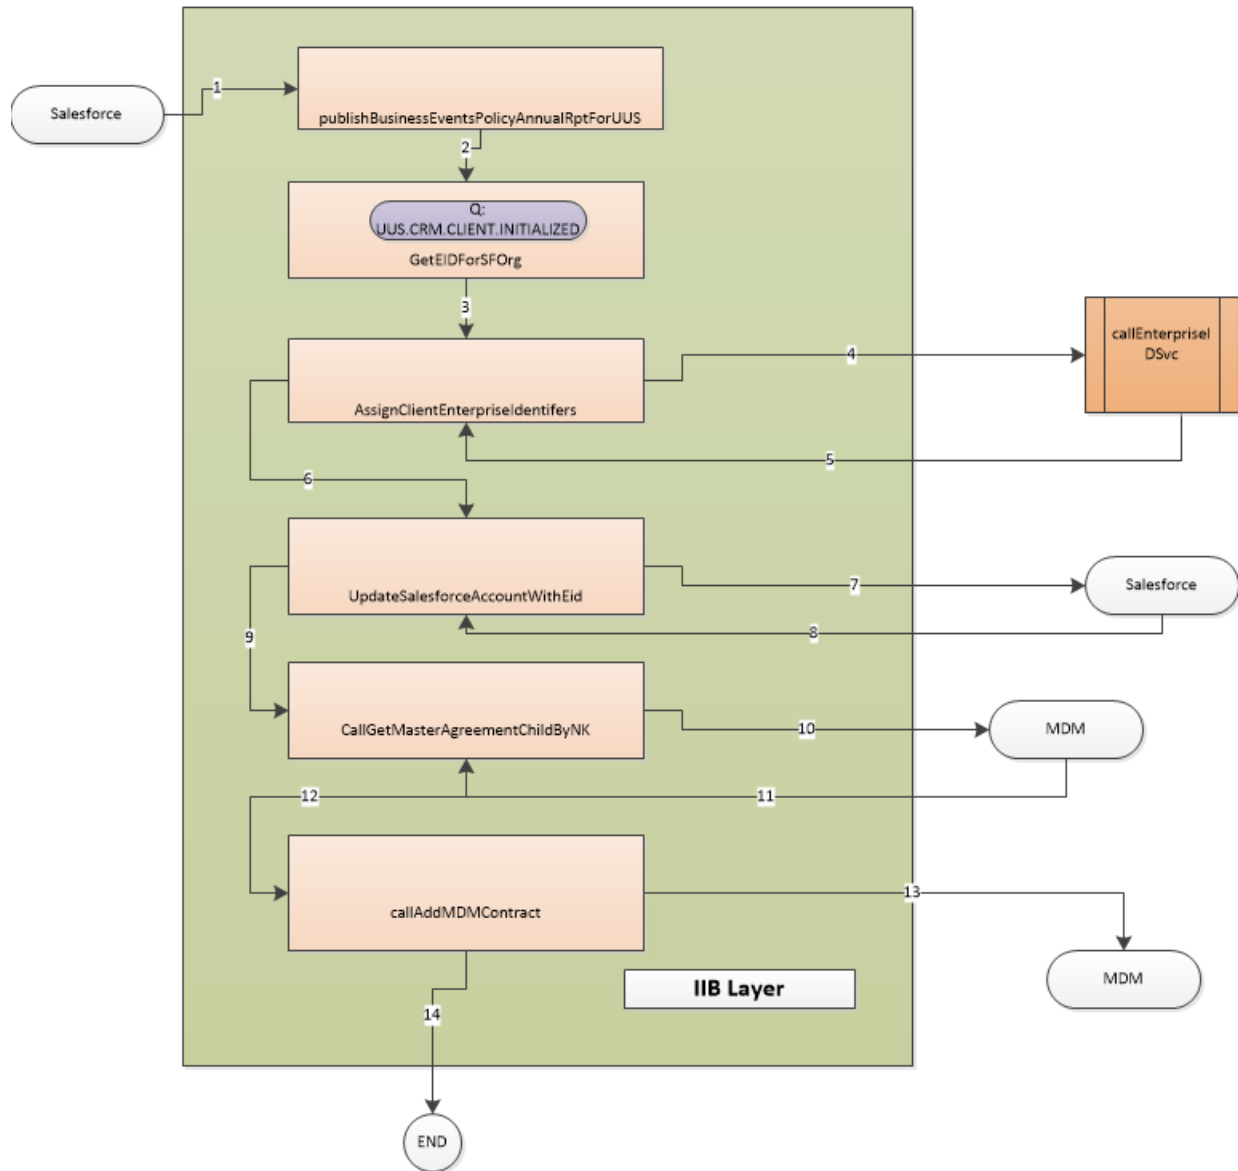 Salesforce
1
publishBusinessEventsPolicyAnnualRptForUUS
2
Q:
UUS.CRM.CLIENT.INITIALIZED
GetEIDForSFOrg
3
AssignClientEnterpriseIdentifers
4
callEnterpriseI
DSvc
5
6
UpdateSalesforceAccountWithEid
7
Salesforce
8
9
CallGetMasterAgreementChildByNK
10
MDM
11
12
callAddMDMContract
13
MDM
IIB Layer
14
END